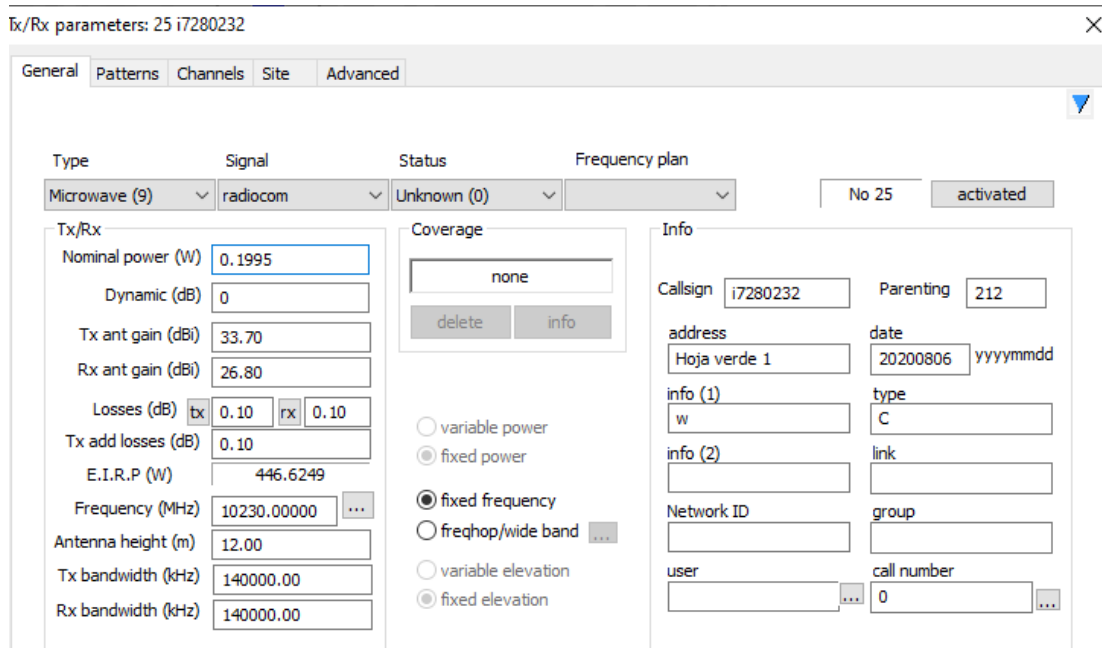 Tx/Rx parameters: 25 i7280232
General Patterns Channels Site Advanced
Type Signal Status Frequency plan
Microwave (9) radiocom Unknown (0) No 25 activated
Tx/Rx
Nominal power (W) 0.1995
Dynamic (dB) 0
Tx ant gain (dBi) 33.70
Rx ant gain (dBi) 26.80
Losses (dB) tx 0.10 rx 0.10
Tx add losses (dB) 0.10
E.I.R.P (W) 446.6249
Frequency (MHz) 10230.00000 ...
Antenna height (m) 12.00
Tx bandwidth (kHz) 140000.00
Rx bandwidth (kHz) 140000.00
Coverage
none
delete info
variable power
fixed power
fixed frequency
freqhop/wide band ...
variable elevation
fixed elevation
Info
Callsign i7280232 Parenting 212
address date
Hoja verde 1 20200806 yyyymmdd
info (1) type
w C
info (2) link
Network ID group
user call number
... 0 ...